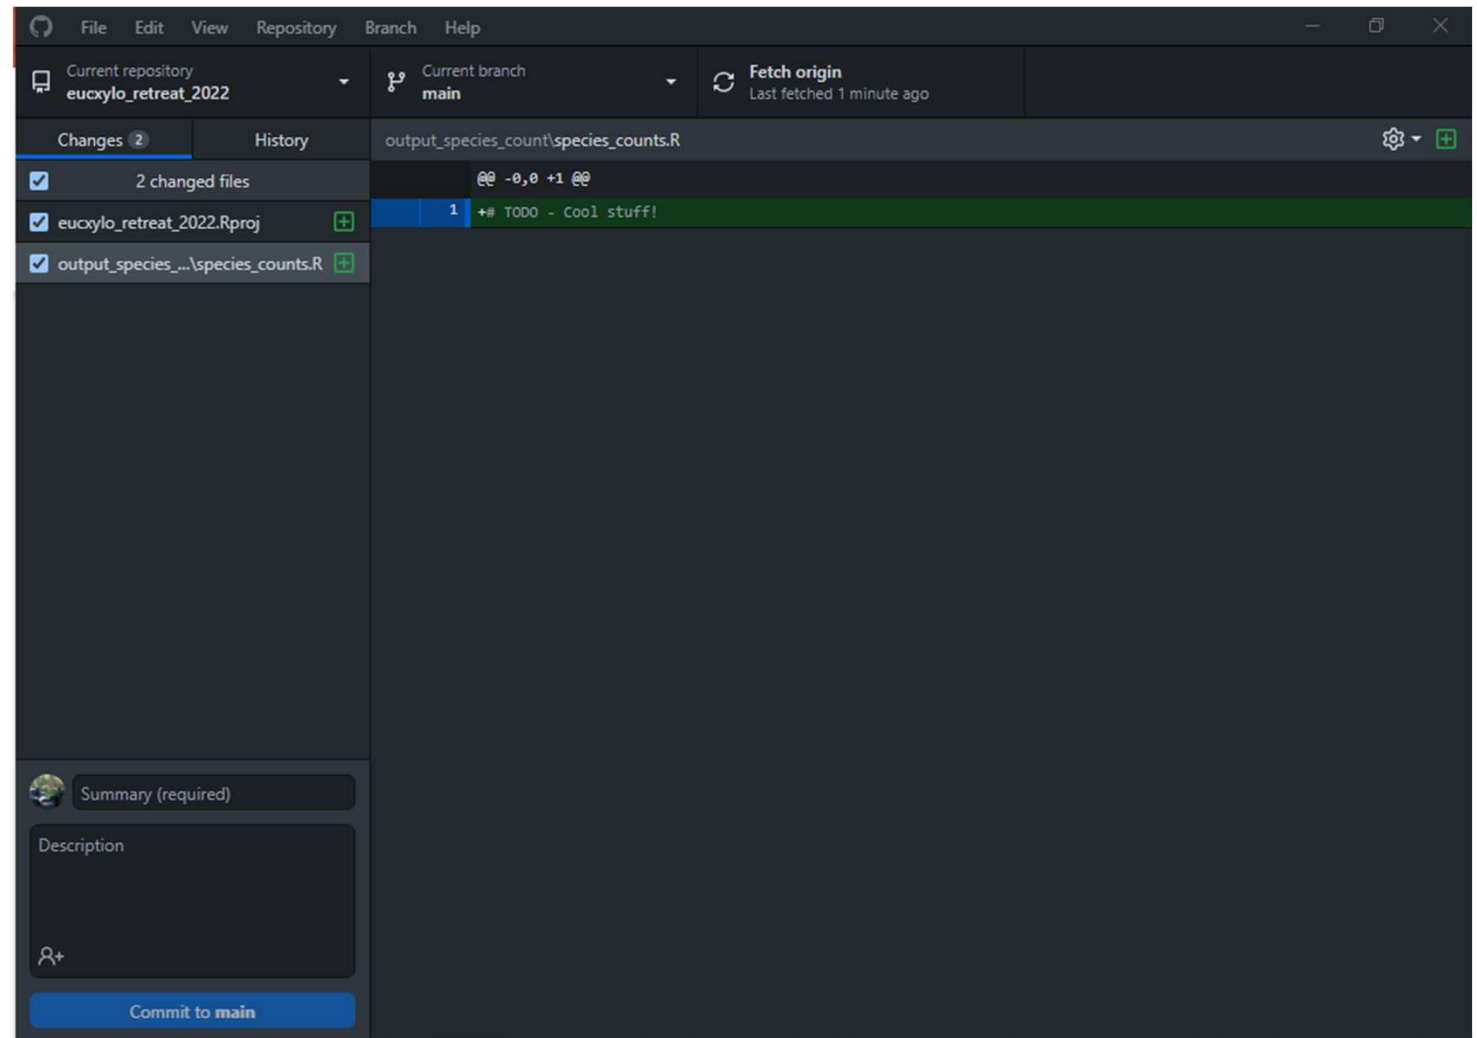 File Edit View Repository Branch Help
Current repository
eucxylo_retreat_2022
Current branch
main
Fetch origin
Last fetched 1 minute ago
Changes 2 History
output_species_count\species_counts.R
2 changed files
@@ -0,0 +1 @@
eucxylo_retreat_2022.Rproj
1 +# TODO - Cool stuff!
output_species_...\species_counts.R
Summary (required)
Description
Commit to main